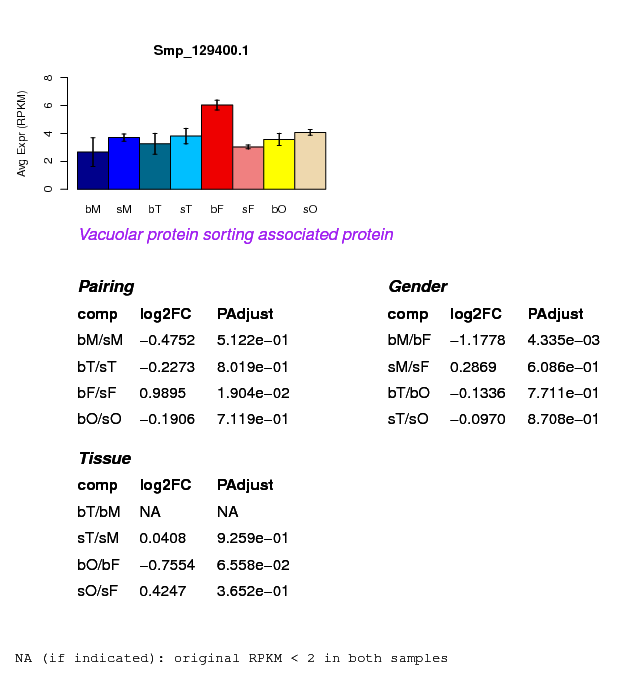 Smp_129400.1
Avg Expr (RPKM)
0 2 4 6 8
bM sM bT sT bF sF bO sO
Vacuolar protein sorting associated protein
Pairing
comp log2FC PAdjust
bM/sM −0.4752 5.122e−01
bT/sT −0.2273 8.019e−01
bF/sF 0.9895 1.904e−02
bO/sO −0.1906 7.119e−01
Gender
comp log2FC PAdjust
bM/bF −1.1778 4.335e−03
sM/sF 0.2869 6.086e−01
bT/bO −0.1336 7.711e−01
sT/sO −0.0970 8.708e−01
Tissue
comp log2FC PAdjust
bT/bM NA NA
sT/sM 0.0408 9.259e−01
bO/bF −0.7554 6.558e−02
sO/sF 0.4247 3.652e−01
NA (if indicated): original RPKM < 2 in both samples